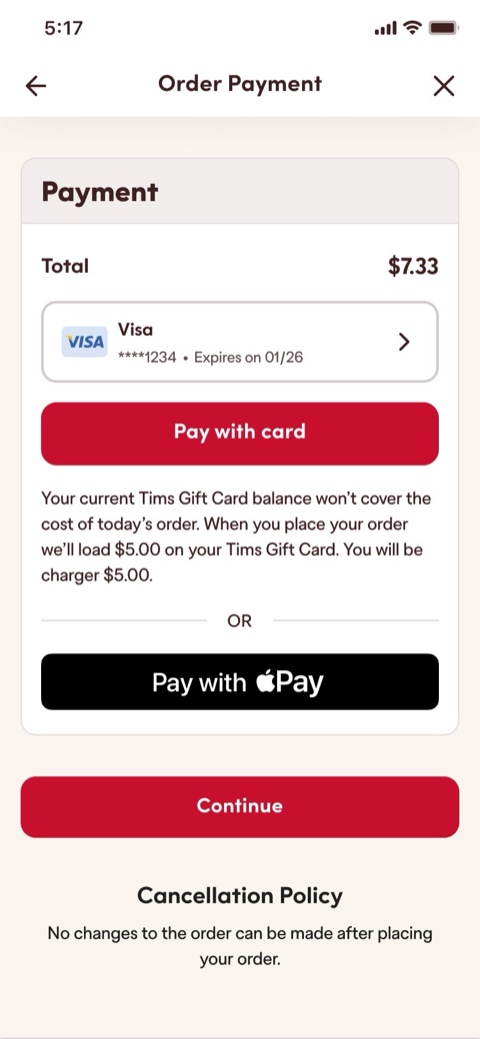 5:17
Order Payment
Payment
Total $7.33
VISA
Visa
****1234 • Expires on 01/26
Pay with card
Your current Tims Gift Card balance won't cover the
cost of today's order. When you place your order
we'll load $5.00 on your Tims Gift Card. You will be
charger $5.00.
OR
Pay with Pay
Continue
Cancellation Policy
No changes to the order can be made after placing
your order.